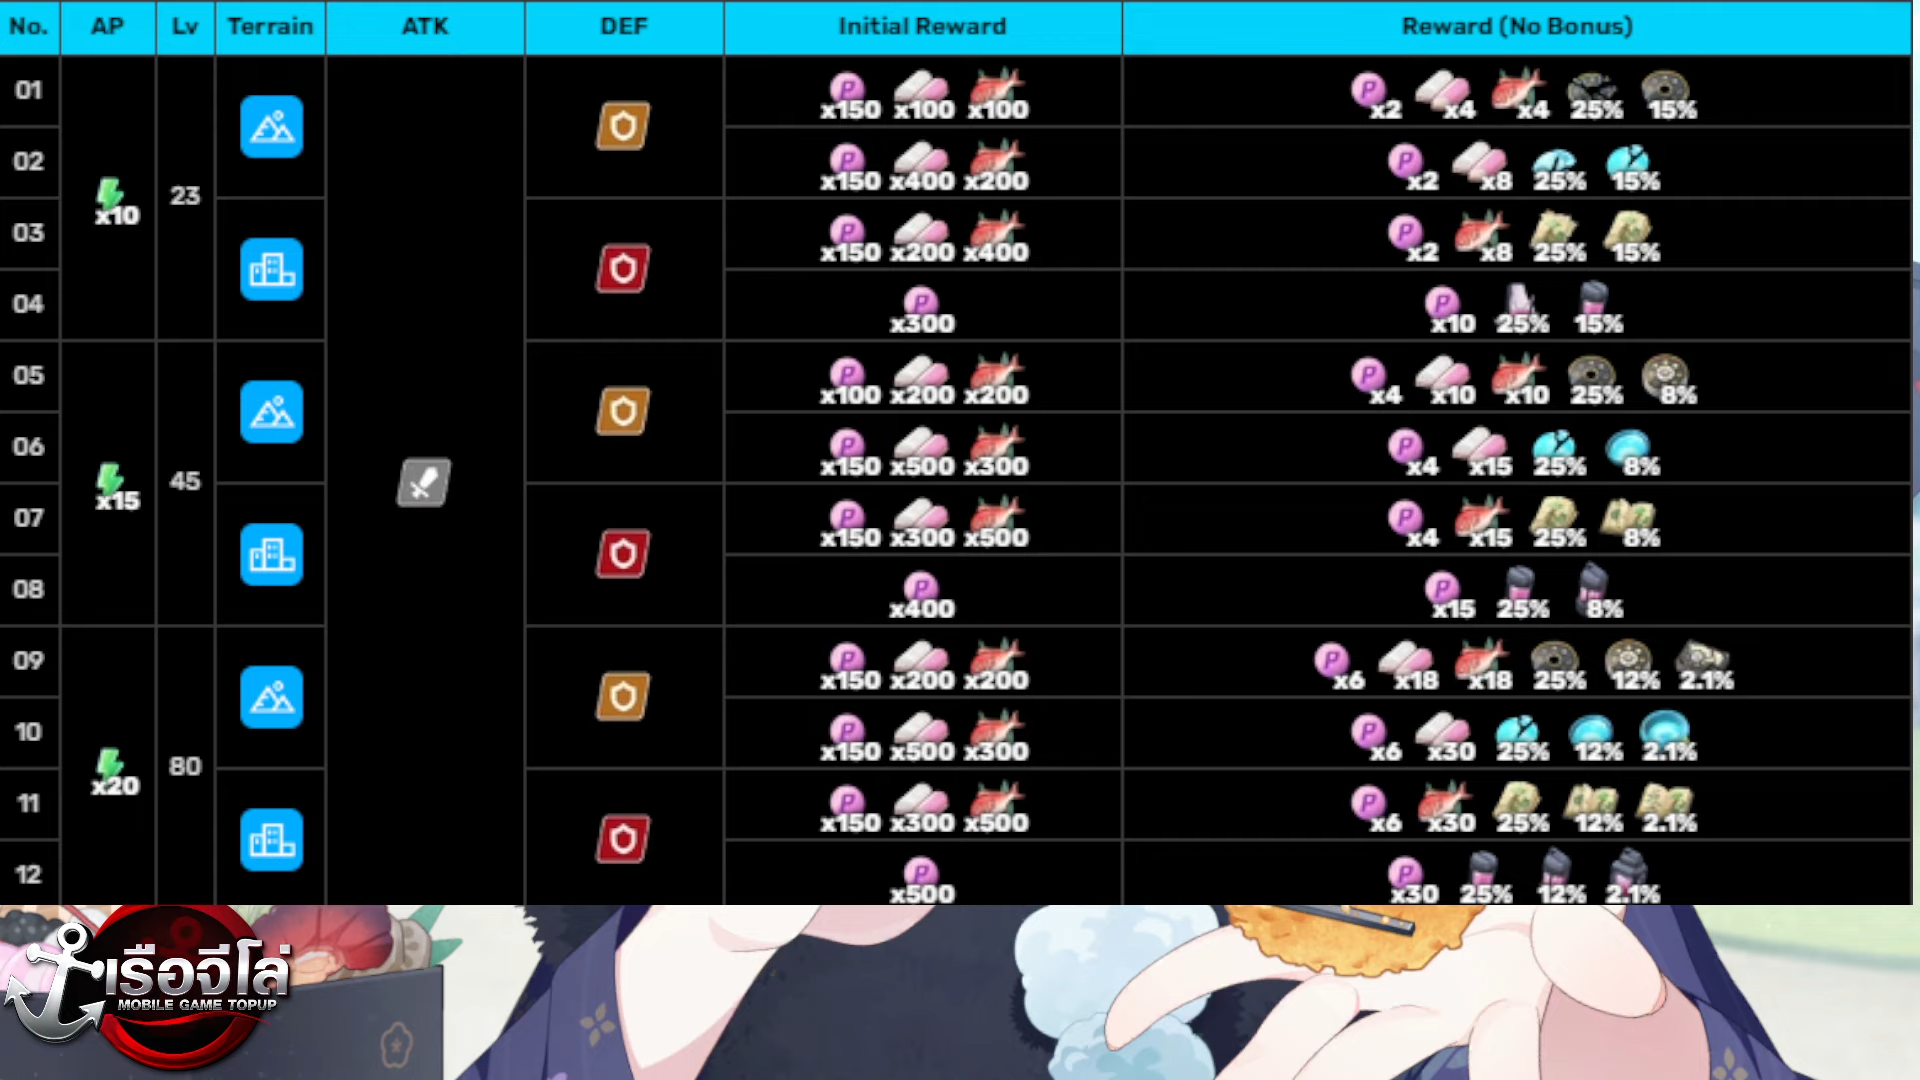 No. AP Lv Terrain ATK DEF Initial Reward Reward (No Bonus)
01 P x150 x100 x100 P x2 x4 x4 25% 15%
02 P x150 x400 x200 P x2 x8 25% 15%
x10 23
03 P x150 x200 x400 P x2 x8 25% 15%
04 P x300 P x10 25% 15%
05 P x100 x200 x200 P x4 x10 x10 25% 8%
06 P x150 x500 x300 P x4 x15 25% 8%
x15 45
07 P x150 x300 x500 P x4 x15 25% 8%
08 P x400 P x15 25% 8%
09 P x150 x200 x200 P x6 x18 x18 25% 12% 2.1%
10 P x150 x500 x300 P x6 x30 25% 12% 2.1%
x20 80
11 P x150 x300 x500 P x6 x30 25% 12% 2.1%
12 P x500 P x30 25% 12% 2.1%
เรือจีโล่
MOBILE GAME TOPUP